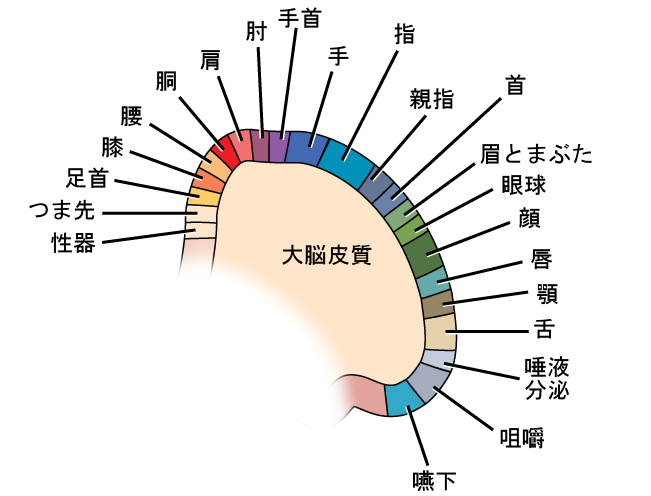 手首
肘
指
肩
手
胴
首
親指
腰
膝
眉とまぶた
足首
眼球
つま先
顔
性器
大脳皮質
唇
顎
舌
唾液
分泌
咀嚼
嚥下